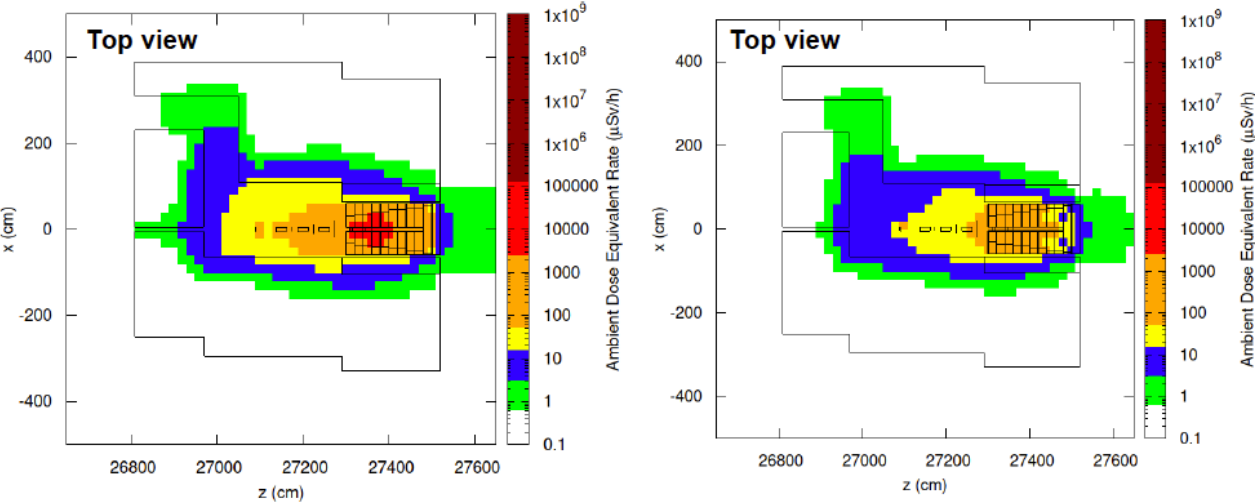 Top view
400
200
0
-200
-400
x (cm)
26800 27000 27200 27400 27600
z (cm)
1x10⁹
1x10⁸
1x10⁷
1x10⁶
100000
10000
1000
100
10
1
0.1
Ambient Dose Equivalent Rate (μSv/h)
Top view
400
200
0
-200
-400
x (cm)
26800 27000 27200 27400 27600
z (cm)
1x10⁹
1x10⁸
1x10⁷
1x10⁶
100000
10000
1000
100
10
1
0.1
Ambient Dose Equivalent Rate (μSv/h)